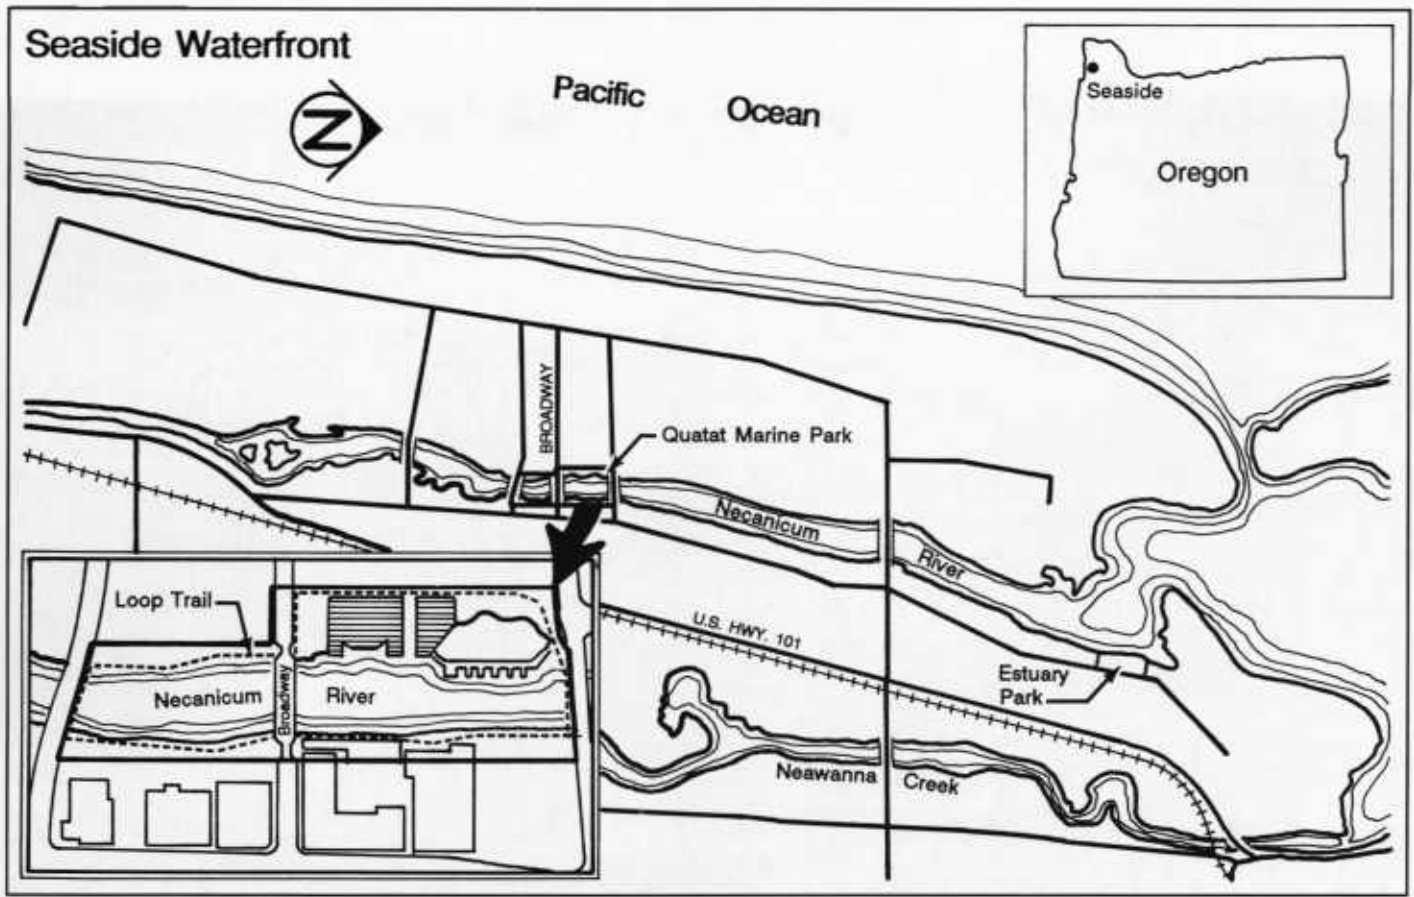 Seaside Waterfront
Pacific Ocean
N
Seaside
Oregon
BROADWAY
Quatat Marine Park
Necanicum
River
U.S. HWY. 101
Estuary
Park
Neawanna Creek
Loop Trail
Necanicum River
Broadway